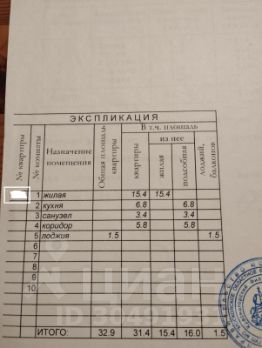 ЭКСПЛИКАЦИЯ
№ квартиры
№ комнаты
Назначение помещения
Общая площадь квартиры
В т.ч. площадь
квартиры
из нее
жилая
подсобная
лоджий, балконов
1 жилая 15.4 15.4
2 кухня 6.8 6.8
3 санузел 3.4 3.4
4 коридор 5.8 5.8
5 лоджия 1.5 1.5
6
7
8
9
10
ИТОГО: 32.9 31.4 15.4 16.0 1.5
ЦИАН